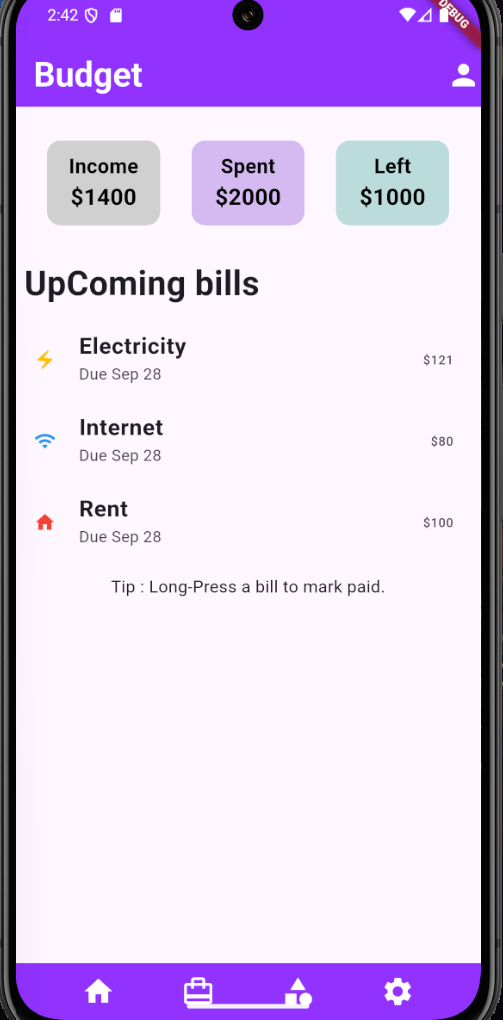 2:42
DEBUG
Budget
Income
$1400
Spent
$2000
Left
$1000
UpComing bills
Electricity
Due Sep 28
$121
Internet
Due Sep 28
$80
Rent
Due Sep 28
$100
Tip : Long-Press a bill to mark paid.